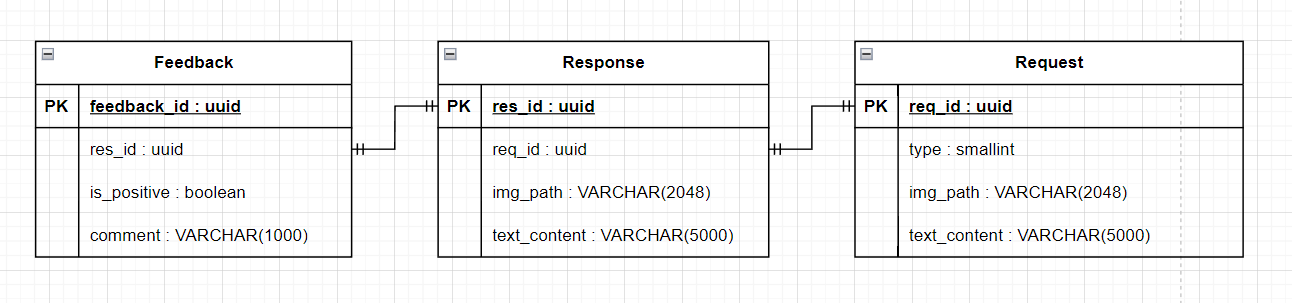 Feedback
PK feedback_id : uuid
res_id : uuid
is_positive : boolean
comment : VARCHAR(1000)
Response
PK res_id : uuid
req_id : uuid
img_path : VARCHAR(2048)
text_content : VARCHAR(5000)
Request
PK req_id : uuid
type : smallint
img_path : VARCHAR(2048)
text_content : VARCHAR(5000)